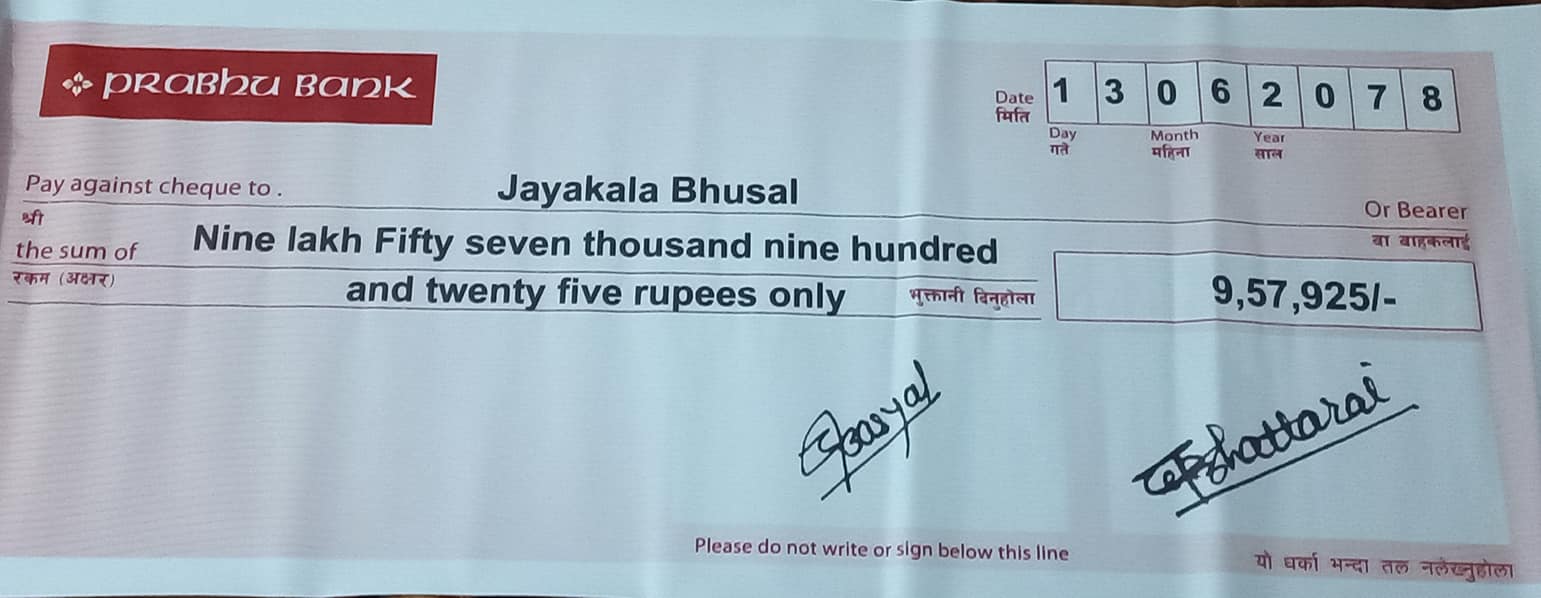 PRABHU BANK
Date 1 3 0 6 2 0 7 8
मिति
Day Month Year
गते महिना साल
Pay against cheque to . Jayakala Bhusal Or Bearer
श्री वा वाहकलाई
the sum of Nine lakh Fifty seven thousand nine hundred
रकम (अक्षर)
and twenty five rupees only भुक्तानी दिनुहोला 9,57,925/-
Bhattarai
Please do not write or sign below this line यो धर्का भन्दा तल नलेख्नुहोला